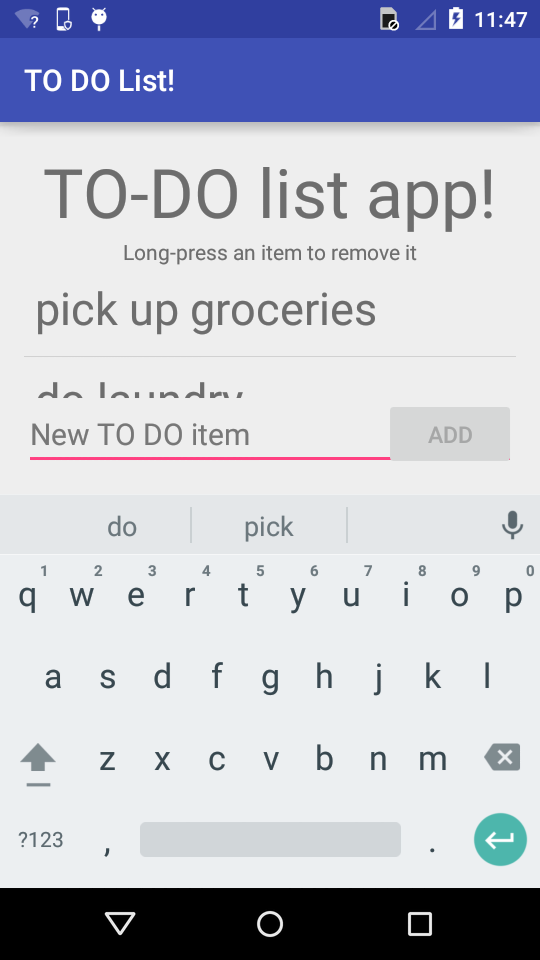 11:47
TO DO List!
TO-DO list app!
Long-press an item to remove it
pick up groceries
do laundry
New TO DO item
ADD
do pick
1 2 3 4 5 6 7 8 9 0
q w e r t y u i o p
a s d f g h j k l
z x c v b n m
?123 , .